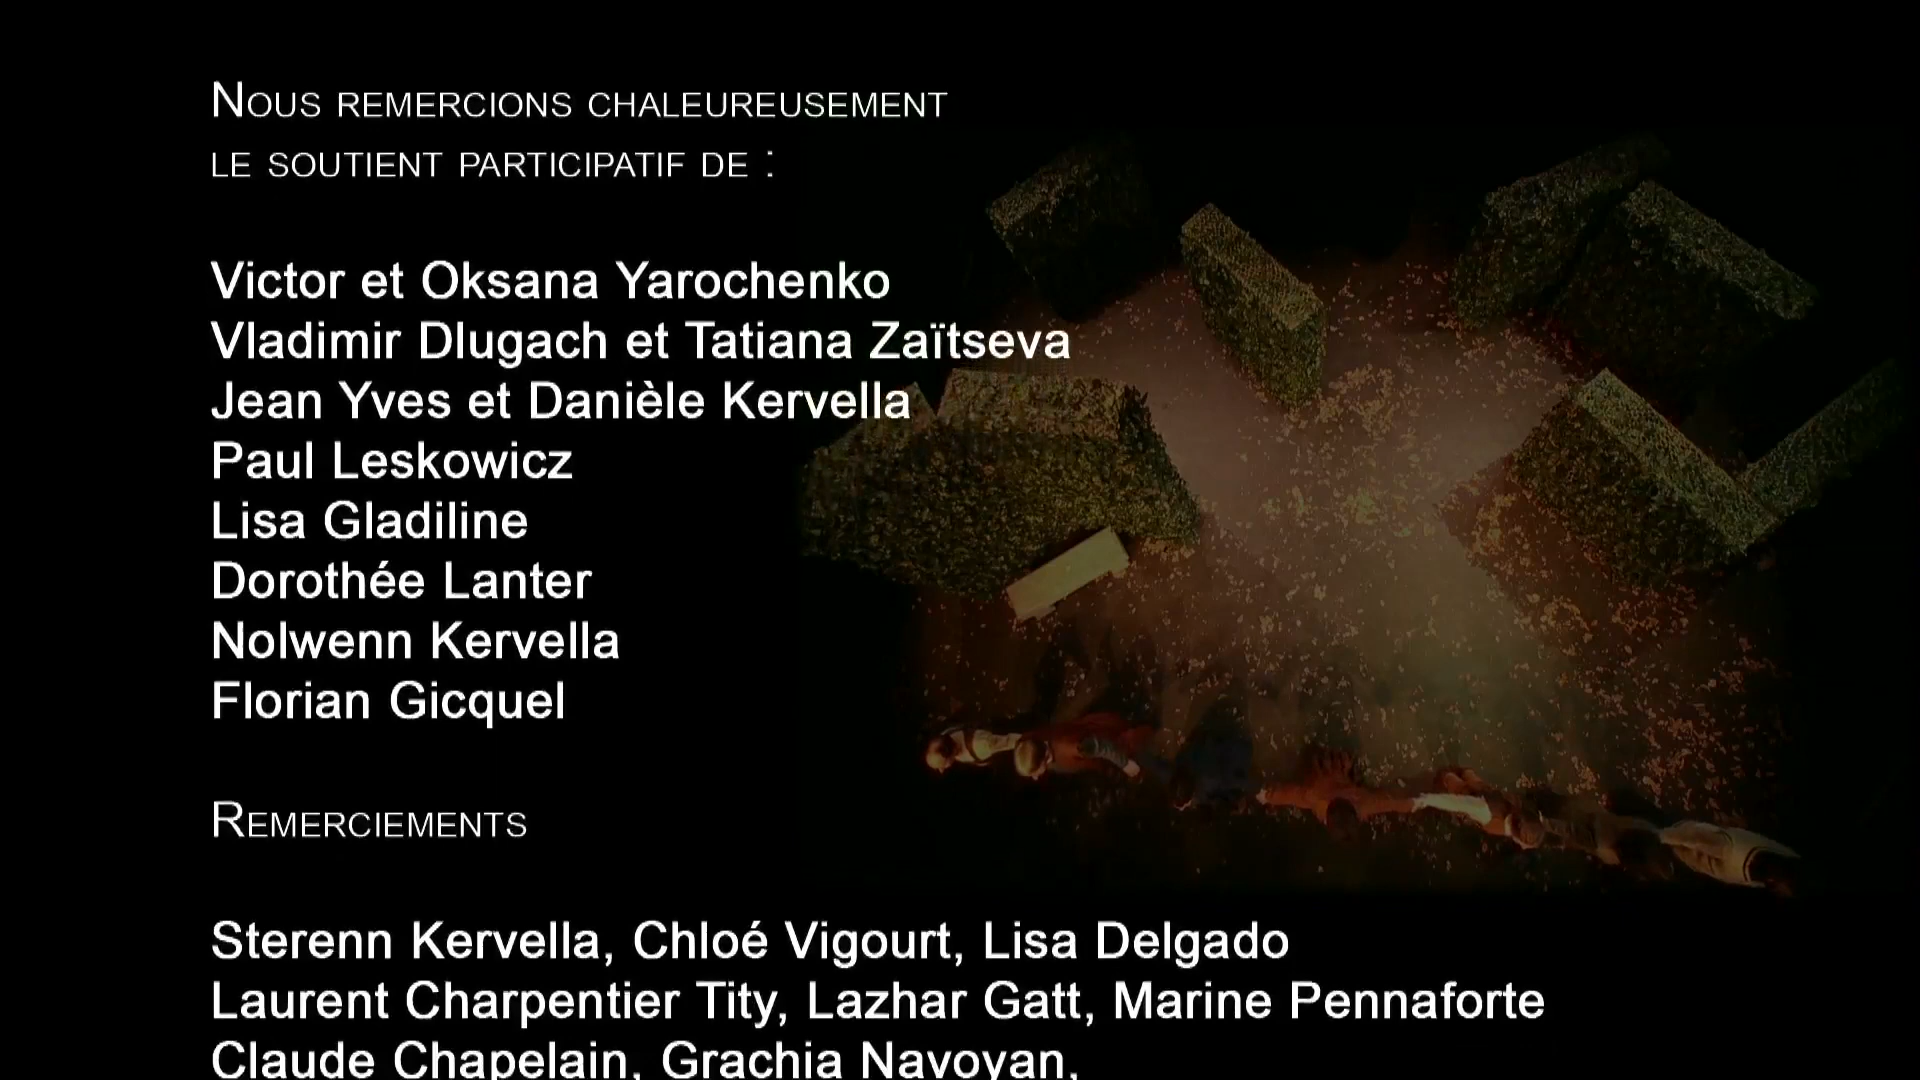 Nous remercions chaleureusement
le soutient participatif de :
Victor et Oksana Yarochenko
Vladimir Dlugach et Tatiana Zaïtseva
Jean Yves et Danièle Kervella
Paul Leskowicz
Lisa Gladiline
Dorothée Lanter
Nolwenn Kervella
Florian Gicquel
Remerciements
Sterenn Kervella, Chloé Vigourt, Lisa Delgado
Laurent Charpentier Tity, Lazhar Gatt, Marine Pennaforte
Claude Chapelain, Grachia Navoyan,